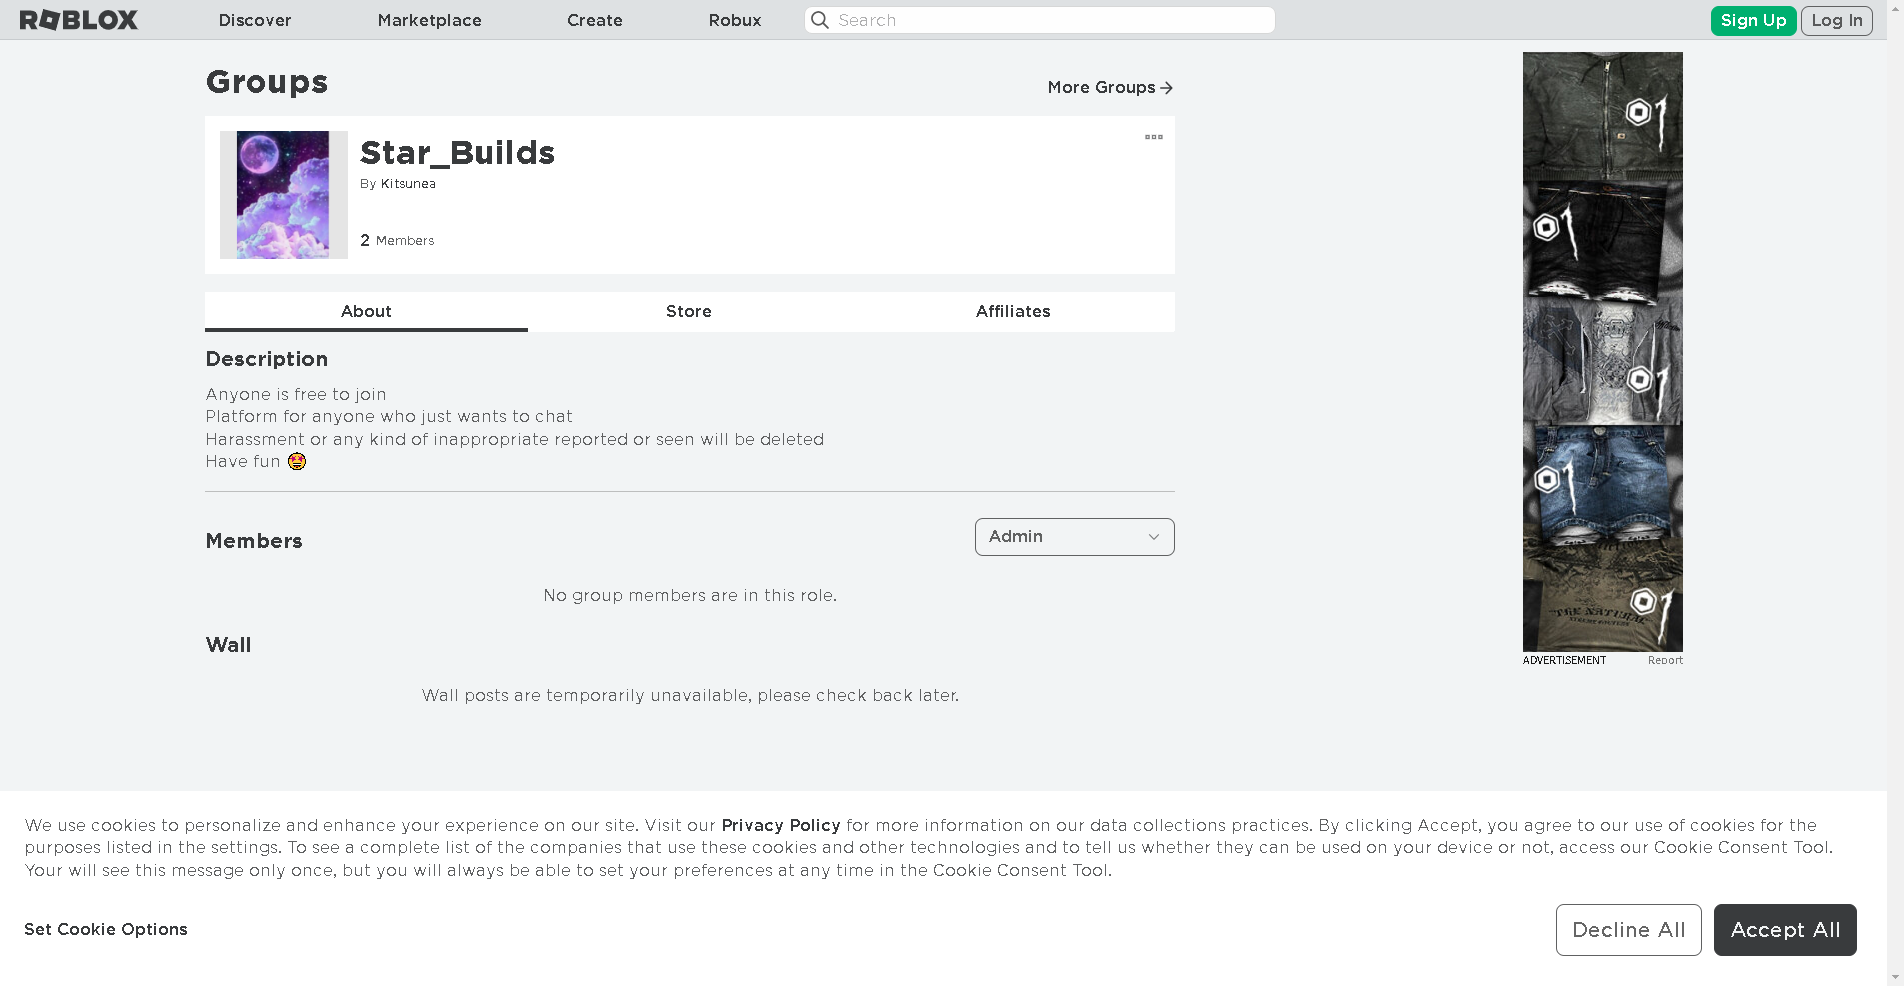 ROBLOX
Discover
Marketplace
Create
Robux
Search
Sign Up
Log In
Groups
More Groups
Star_Builds
By Kitsunea
2 Members
About
Store
Affiliates
Description
Anyone is free to join
Platform for anyone who just wants to chat
Harassment or any kind of inappropriate reported or seen will be deleted
Have fun 🤩
Members
Admin
No group members are in this role.
Wall
Wall posts are temporarily unavailable, please check back later.
THE NATURAL
ADVERTISEMENT
Report
We use cookies to personalize and enhance your experience on our site. Visit our Privacy Policy for more information on our data collections practices. By clicking Accept, you agree to our use of cookies for the
purposes listed in the settings. To see a complete list of the companies that use these cookies and other technologies and to tell us whether they can be used on your device or not, access our Cookie Consent Tool.
Your will see this message only once, but you will always be able to set your preferences at any time in the Cookie Consent Tool.
Set Cookie Options
Decline All
Accept All